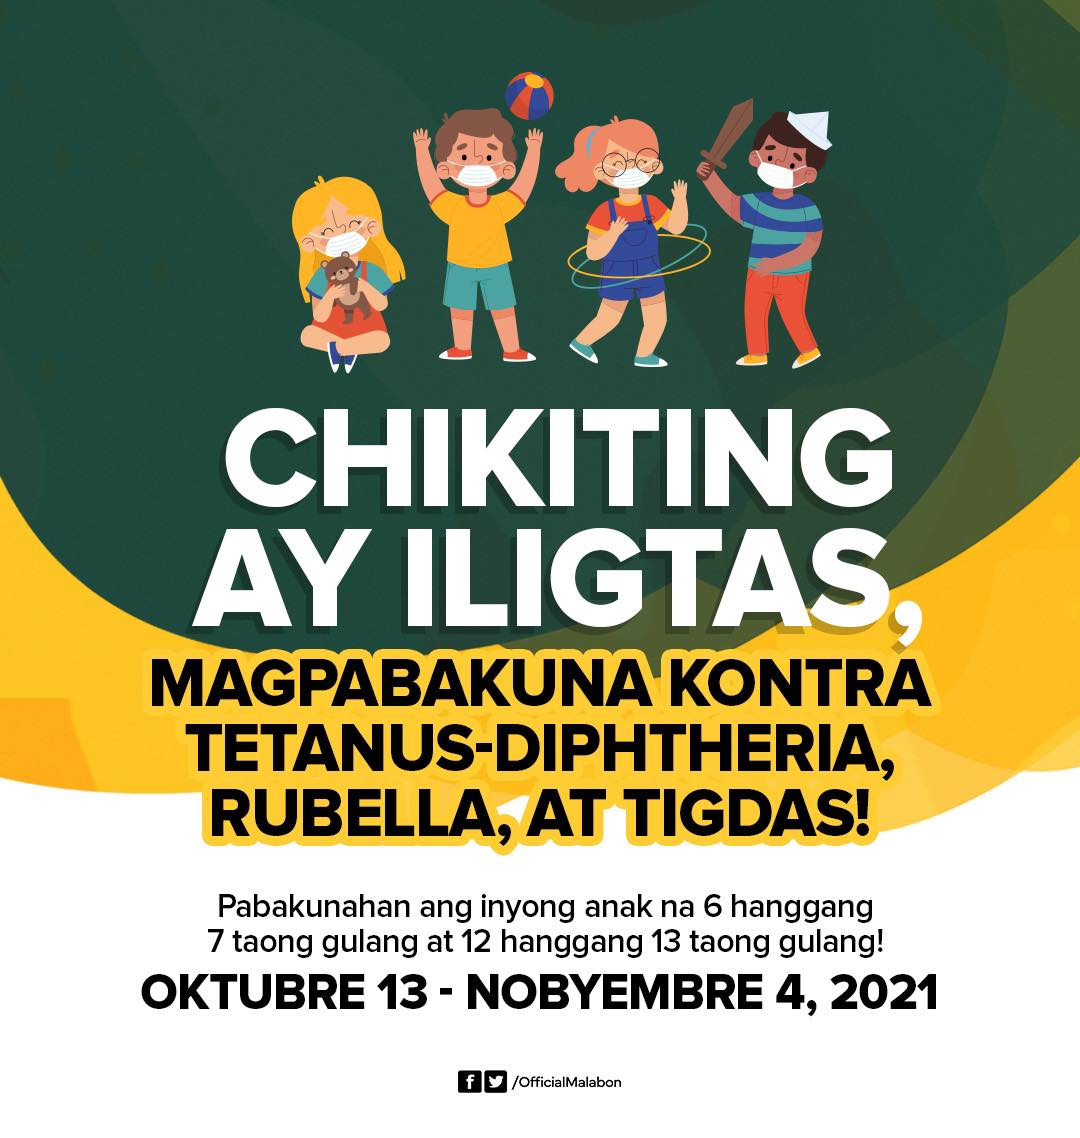 CHIKITING
AY ILIGTAS,
MAGPABAKUNA KONTRA
TETANUS-DIPHTHERIA,
RUBELLA, AT TIGDAS!
Pabakunahan ang inyong anak na 6 hanggang
7 taong gulang at 12 hanggang 13 taong gulang!
OKTUBRE 13 - NOBYEMBRE 4, 2021
/OfficialMalabon